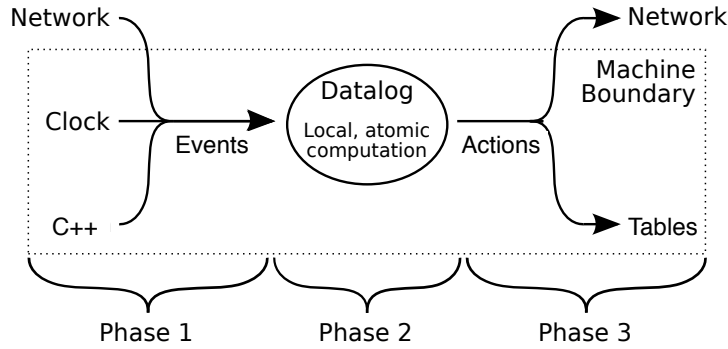 Network
Network
Machine
Boundary
Datalog
Clock
Local, atomic
computation
Events
Actions
C++
Tables
Phase 1
Phase 2
Phase 3